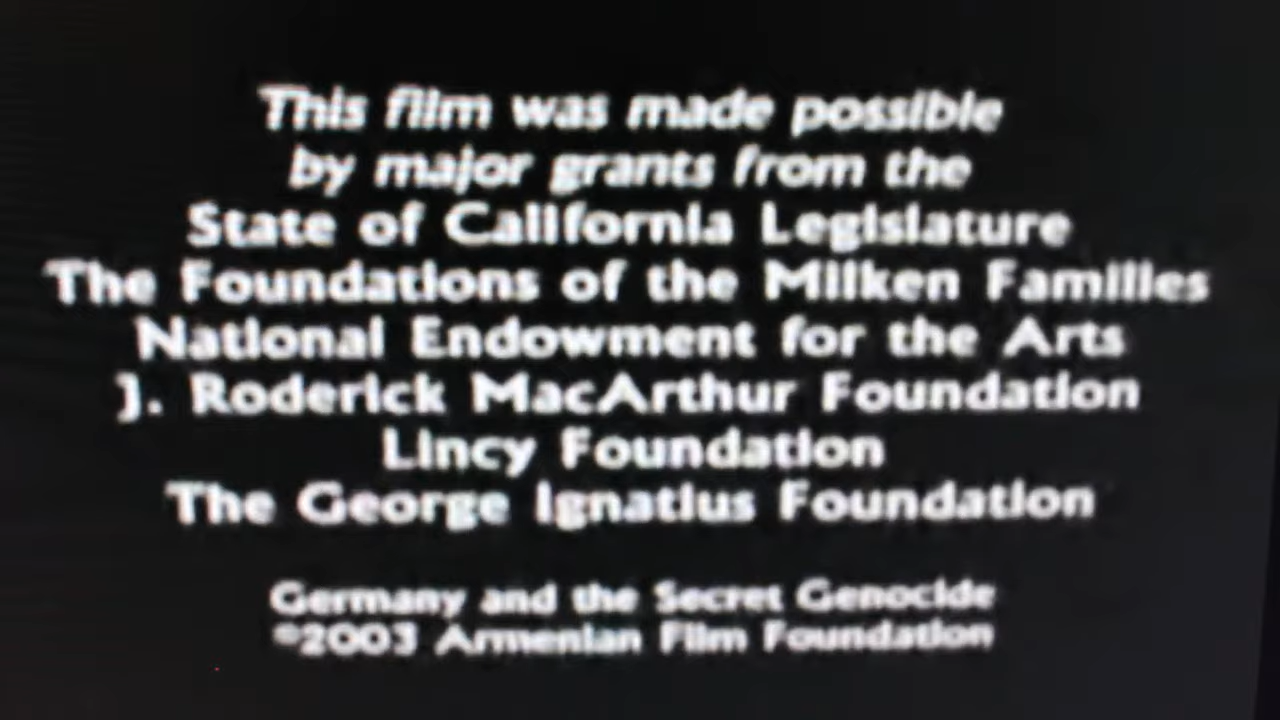 This film was made possible
by major grants from the
State of California Legislature
The Foundations of the Milken Families
National Endowment for the Arts
J. Roderick MacArthur Foundation
Lincy Foundation
The George Ignatius Foundation
Germany and the Secret Genocide
©2003 Armenian Film Foundation